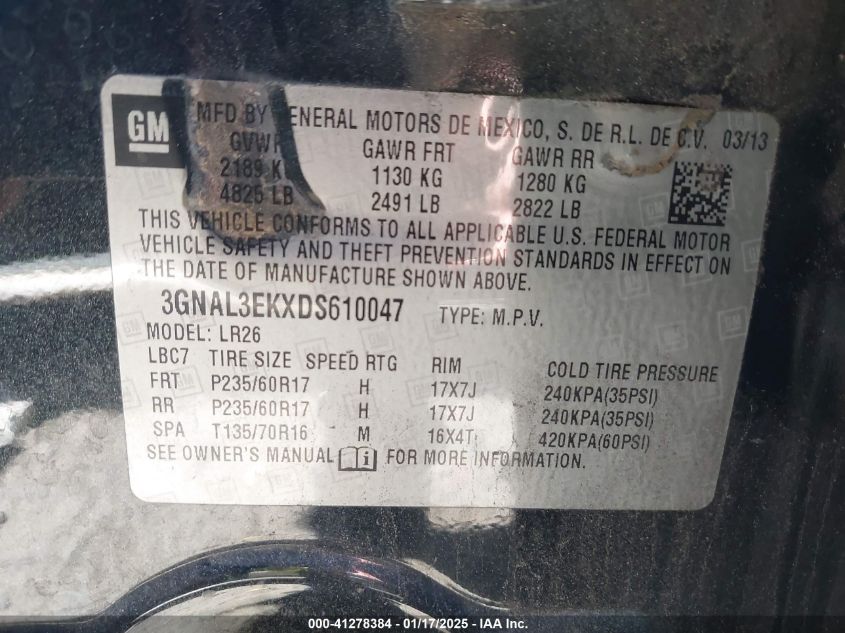 GM
MFD BY GENERAL MOTORS DE MEXICO, S. DE R.L. DE C.V. 03/13
GVWR GAWR FRT GAWR RR
2189 KG 1130 KG 1280 KG
4825 LB 2491 LB 2822 LB
THIS VEHICLE CONFORMS TO ALL APPLICABLE U.S. FEDERAL MOTOR
VEHICLE SAFETY AND THEFT PREVENTION STANDARDS IN EFFECT ON
THE DATE OF MANUFACTURE SHOWN ABOVE.
3GNAL3EKXDS610047 TYPE: M.P.V.
MODEL: LR26
LBC7 TIRE SIZE SPEED RTG RIM COLD TIRE PRESSURE
FRT P235/60R17 H 17X7J 240KPA(35PSI)
RR P235/60R17 H 17X7J 240KPA(35PSI)
SPA T135/70R16 M 16X4T 420KPA(60PSI)
SEE OWNER'S MANUAL i FOR MORE INFORMATION.
000-41278384 - 01/17/2025 - IAA Inc.